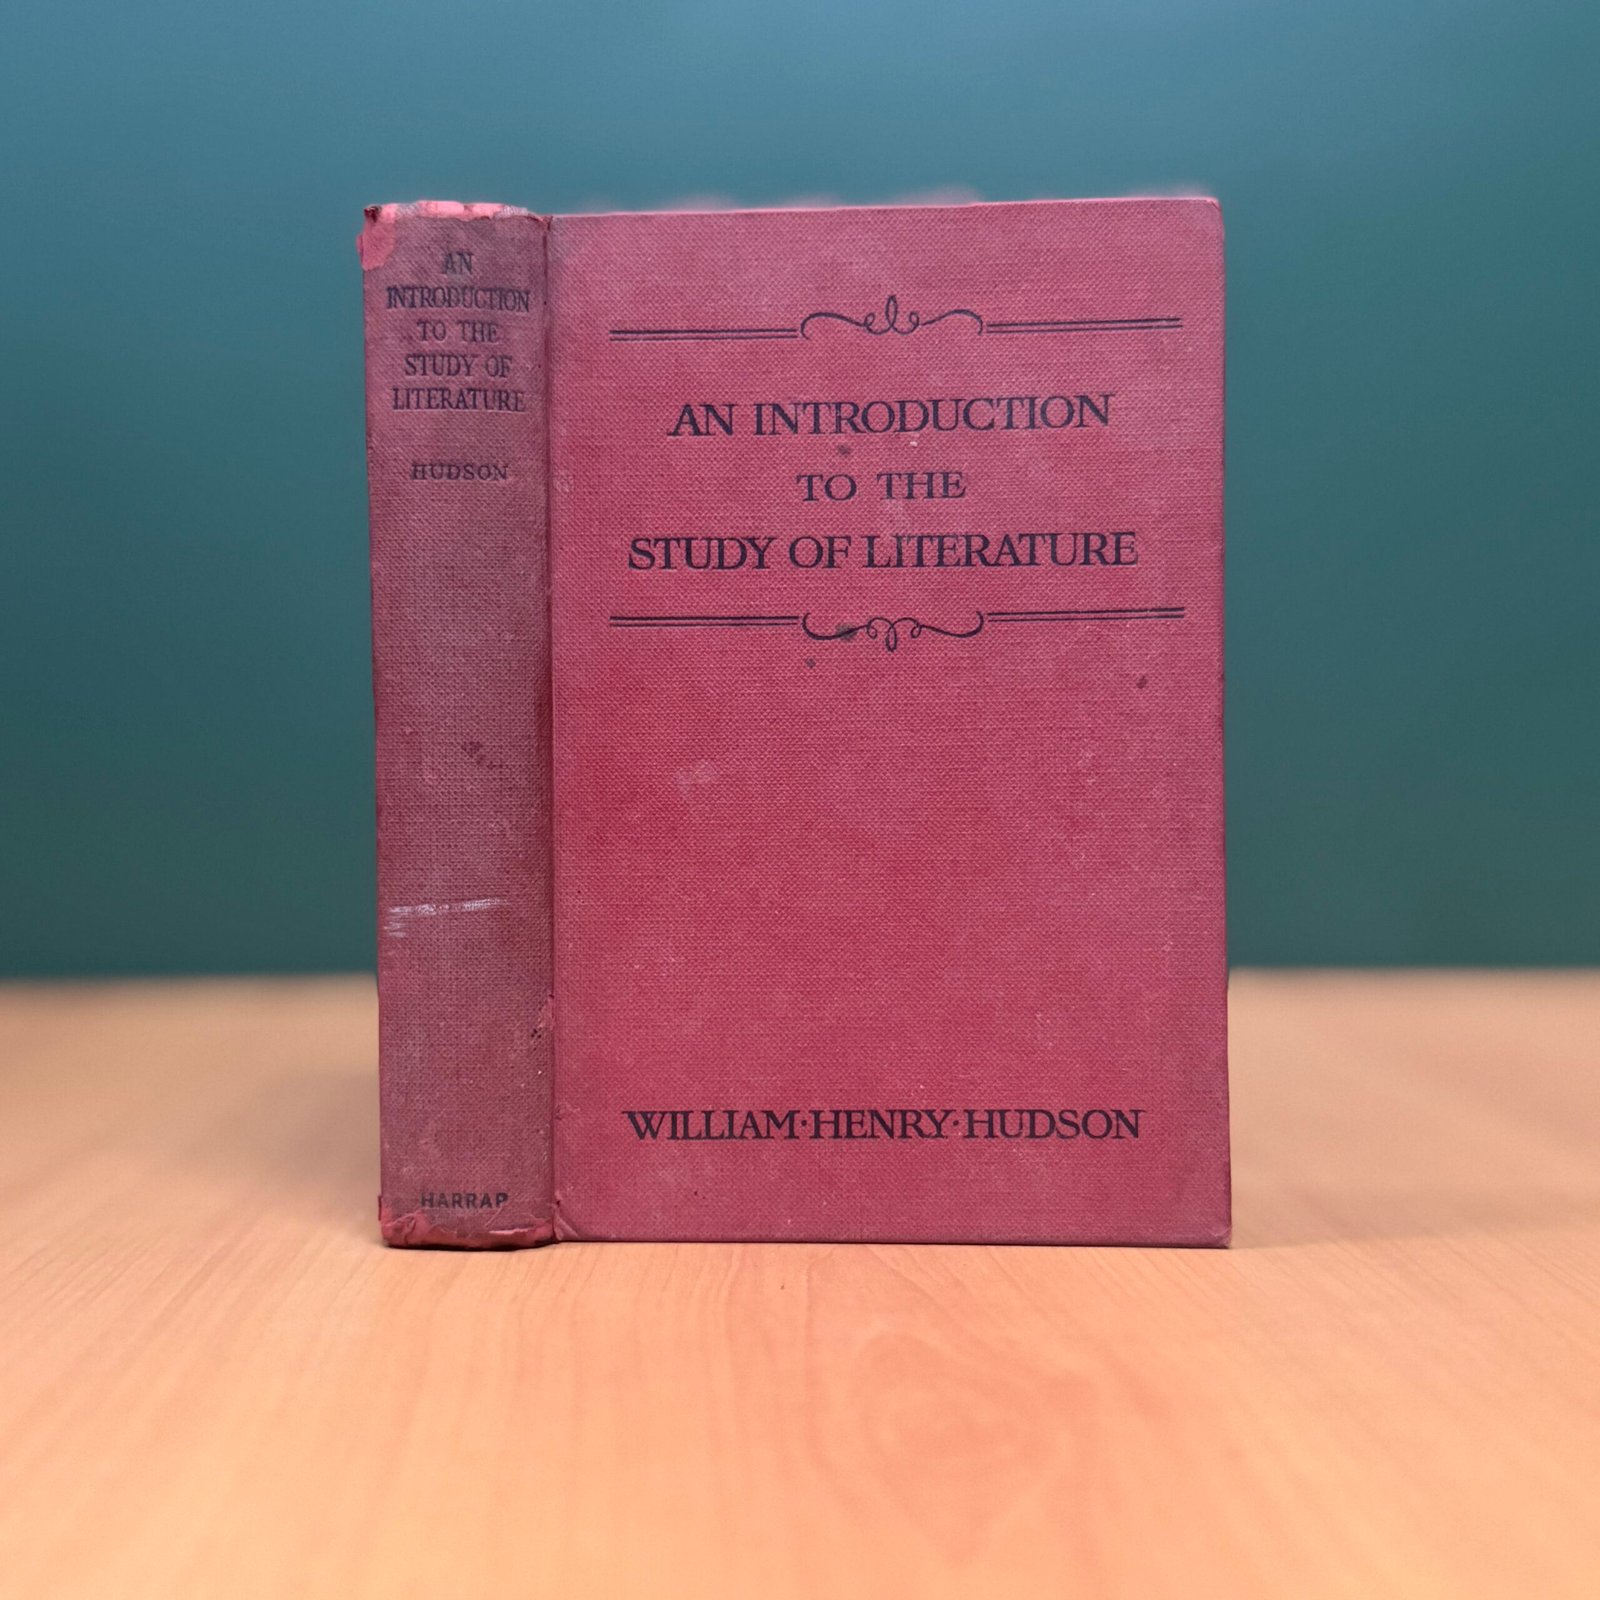 AN
INTRODUCTION
TO THE
STUDY OF
LITERATURE
HUDSON
HARRAP
AN INTRODUCTION
TO THE
STUDY OF LITERATURE
WILLIAM·HENRY·HUDSON